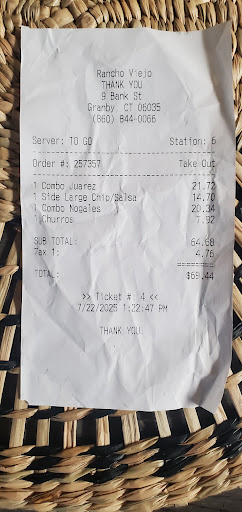 Rancho Viejo
THANK YOU
9 Bank St
Granby CT 06035
(860) 844-0066
Server: TO GO Station: 6
Order #: 257357 Take Out
1 Combo Juarez 21.72
1 Side Large Chip/Salsa 14.70
1 Combo Nogales 20.34
1 Churros 7.92
SUB TOTAL: 64.68
Tax 1: 4.76
=======
TOTAL: $69.44
>> Ticket #: 4 <<
7/22/2025 1:22:47 PM
THANK YOU.